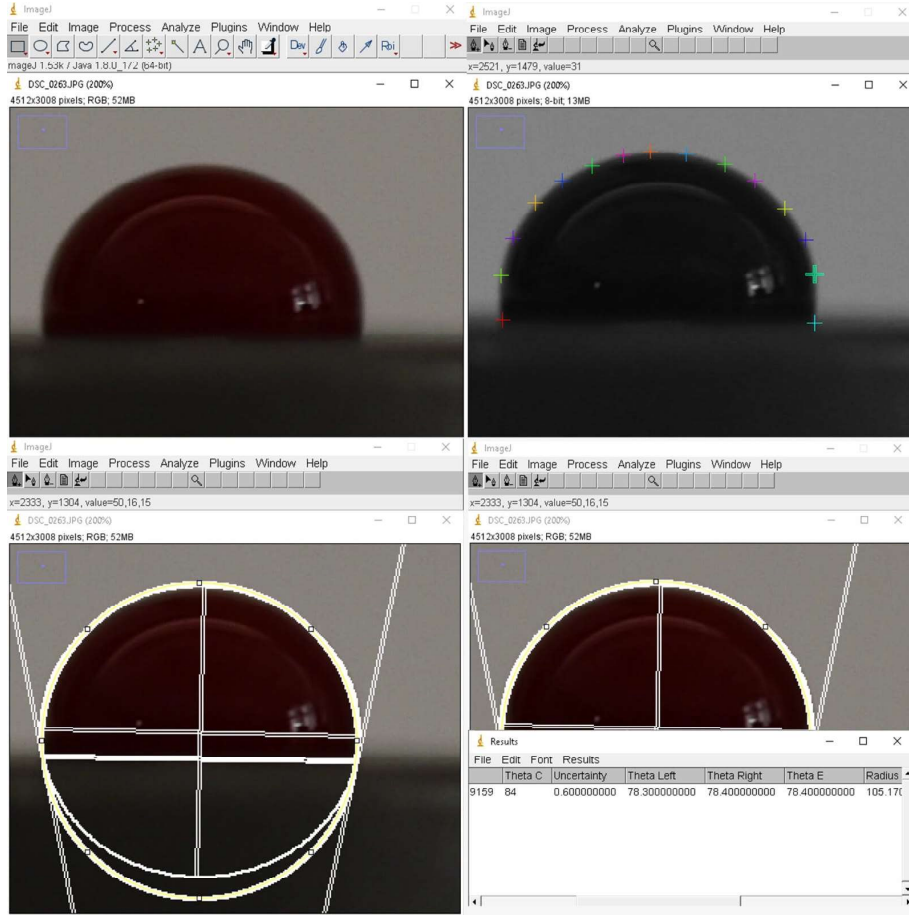 ImageJ
File Edit Image Process Analyze Plugins Window Help
Dev
mageJ 1.53k / Java 1.8.0_172 (64-bit)
DSC_0263.JPG (200%)
4512x3008 pixels; RGB; 52MB
ImageJ
File Edit Image Process Analyze Plugins Window Help
x=2521, y=1479, value=31
DSC_0263.JPG (200%)
4512x3008 pixels; 8-bit; 13MB
ImageJ
File Edit Image Process Analyze Plugins Window Help
x=2333, y=1304, value=50,16,15
DSC_0263.JPG (200%)
4512x3008 pixels; RGB; 52MB
ImageJ
File Edit Image Process Analyze Plugins Window Help
x=2333, y=1304, value=50,16,15
DSC_0263.JPG (200%)
4512x3008 pixels; RGB; 52MB
Results
File Edit Font Results
Theta C Uncertainty Theta Left Theta Right Theta E Radius
9159 84 0.600000000 78.300000000 78.400000000 78.400000000 105.170